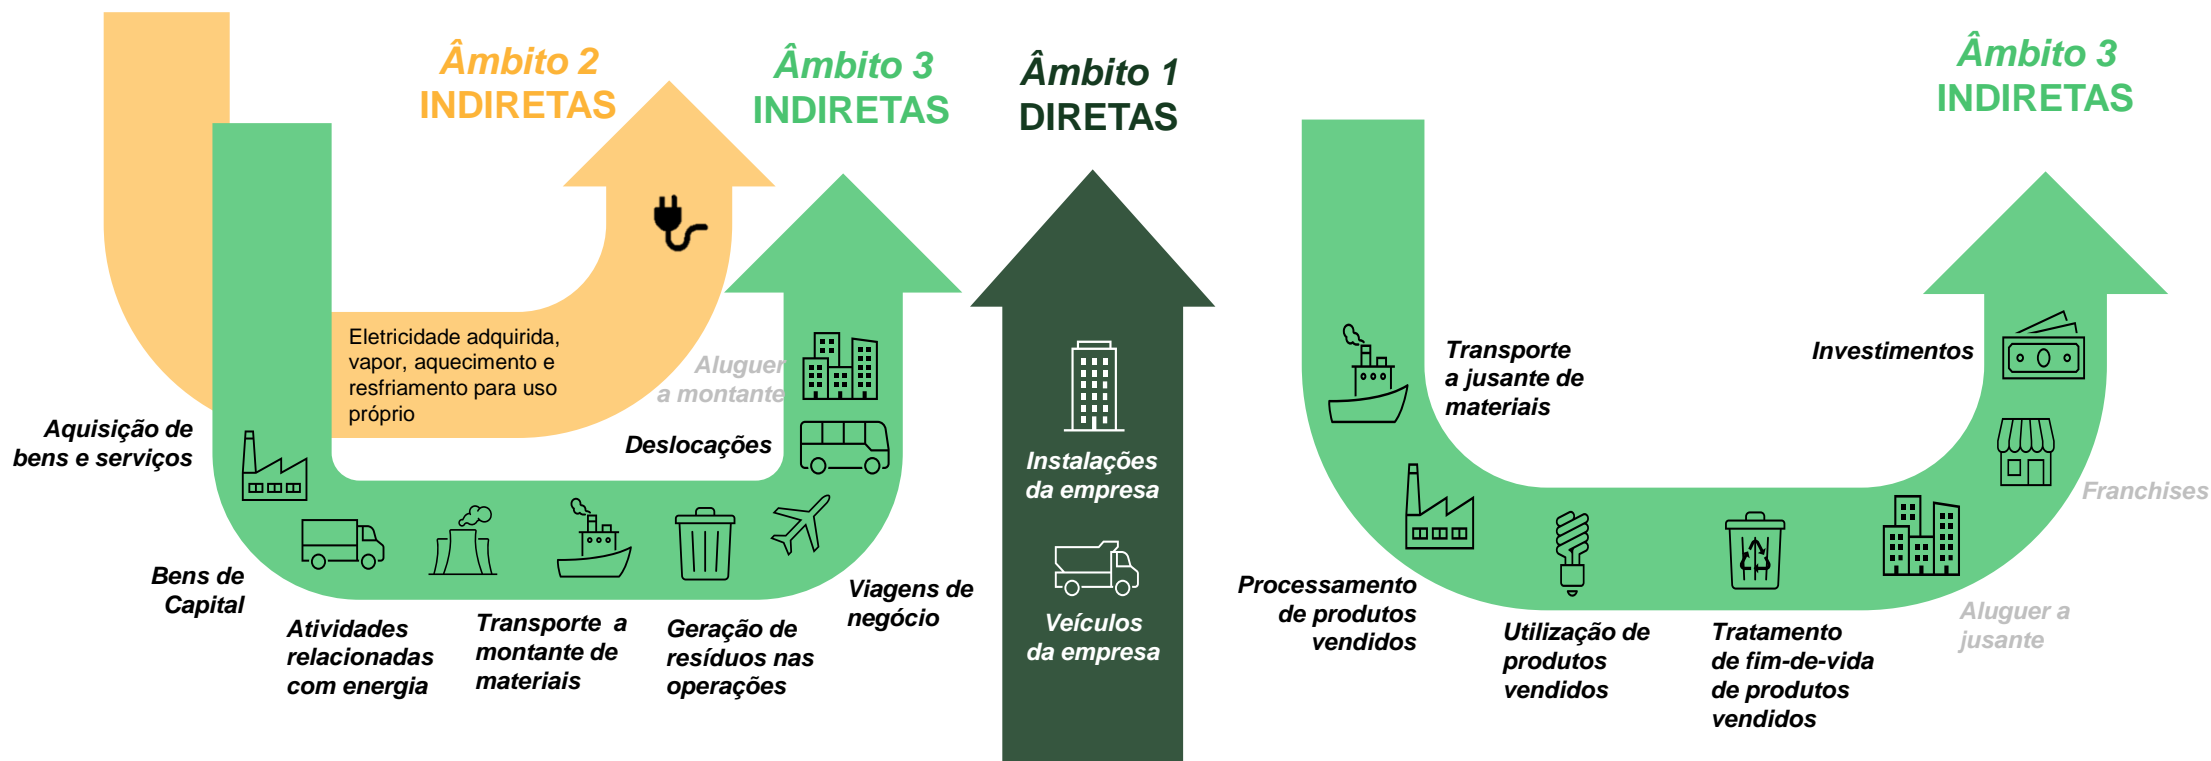 Âmbito 2
INDIRETAS
Âmbito 3
INDIRETAS
Âmbito 1
DIRETAS
Âmbito 3
INDIRETAS
Eletricidade adquirida,
vapor, aquecimento e
resfriamento para uso
próprio
Aquisição de
bens e serviços
Bens de
Capital
Atividades
relacionadas
com energia
Transporte a
montante de
materiais
Geração de
resíduos nas
operações
Viagens de
negócio
Deslocações
Aluguer
a montante
Instalações
da empresa
Veículos
da empresa
Transporte
a jusante de
materiais
Processamento
de produtos
vendidos
Utilização de
produtos
vendidos
Tratamento
de fim-de-vida
de produtos
vendidos
Aluguer a
jusante
Franchises
Investimentos